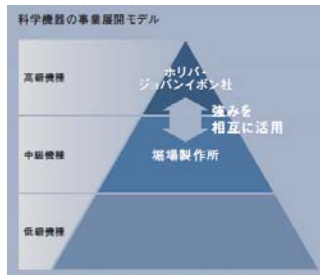 科学機器の事業展開モデル
高級機種
ホリバ・
ジョバンイボン社
強みを
相互に活用
中級機種
堀場製作所
低級機種